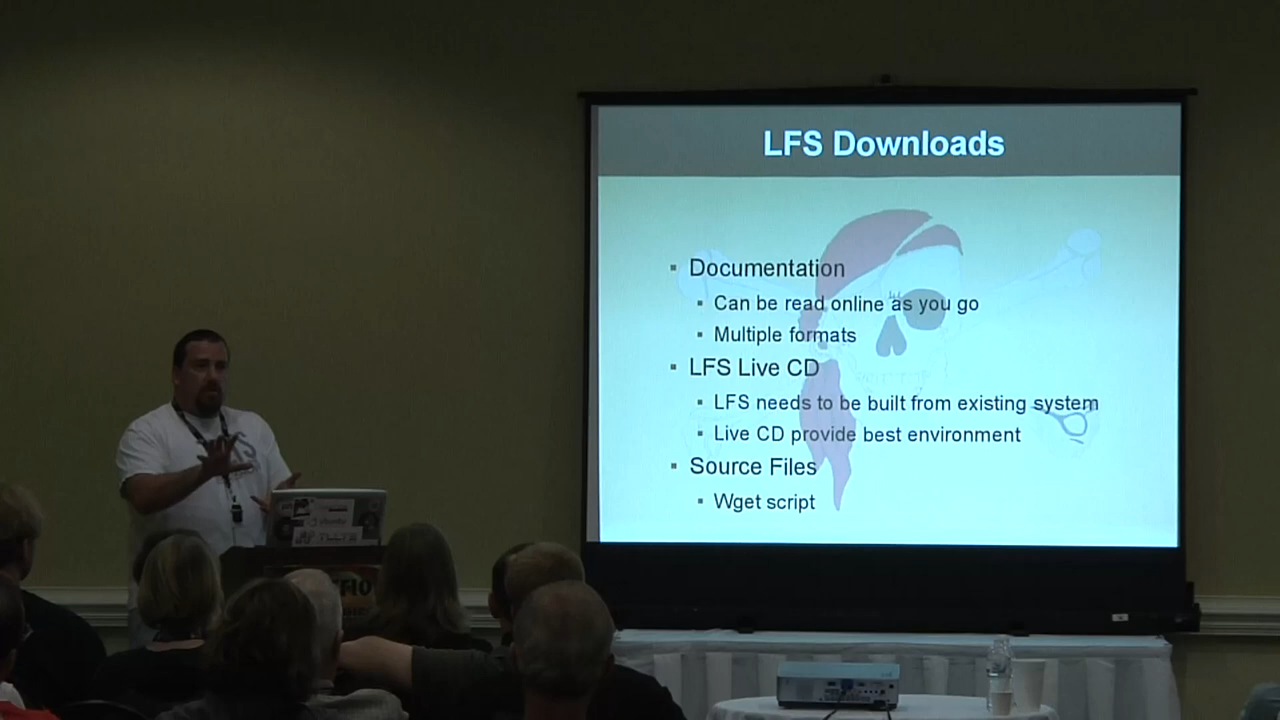 LFS Downloads
Documentation
Can be read online as you go
Multiple formats
LFS Live CD
LFS needs to be built from existing system
Live CD provide best environment
Source Files
Wget script
ubuntu